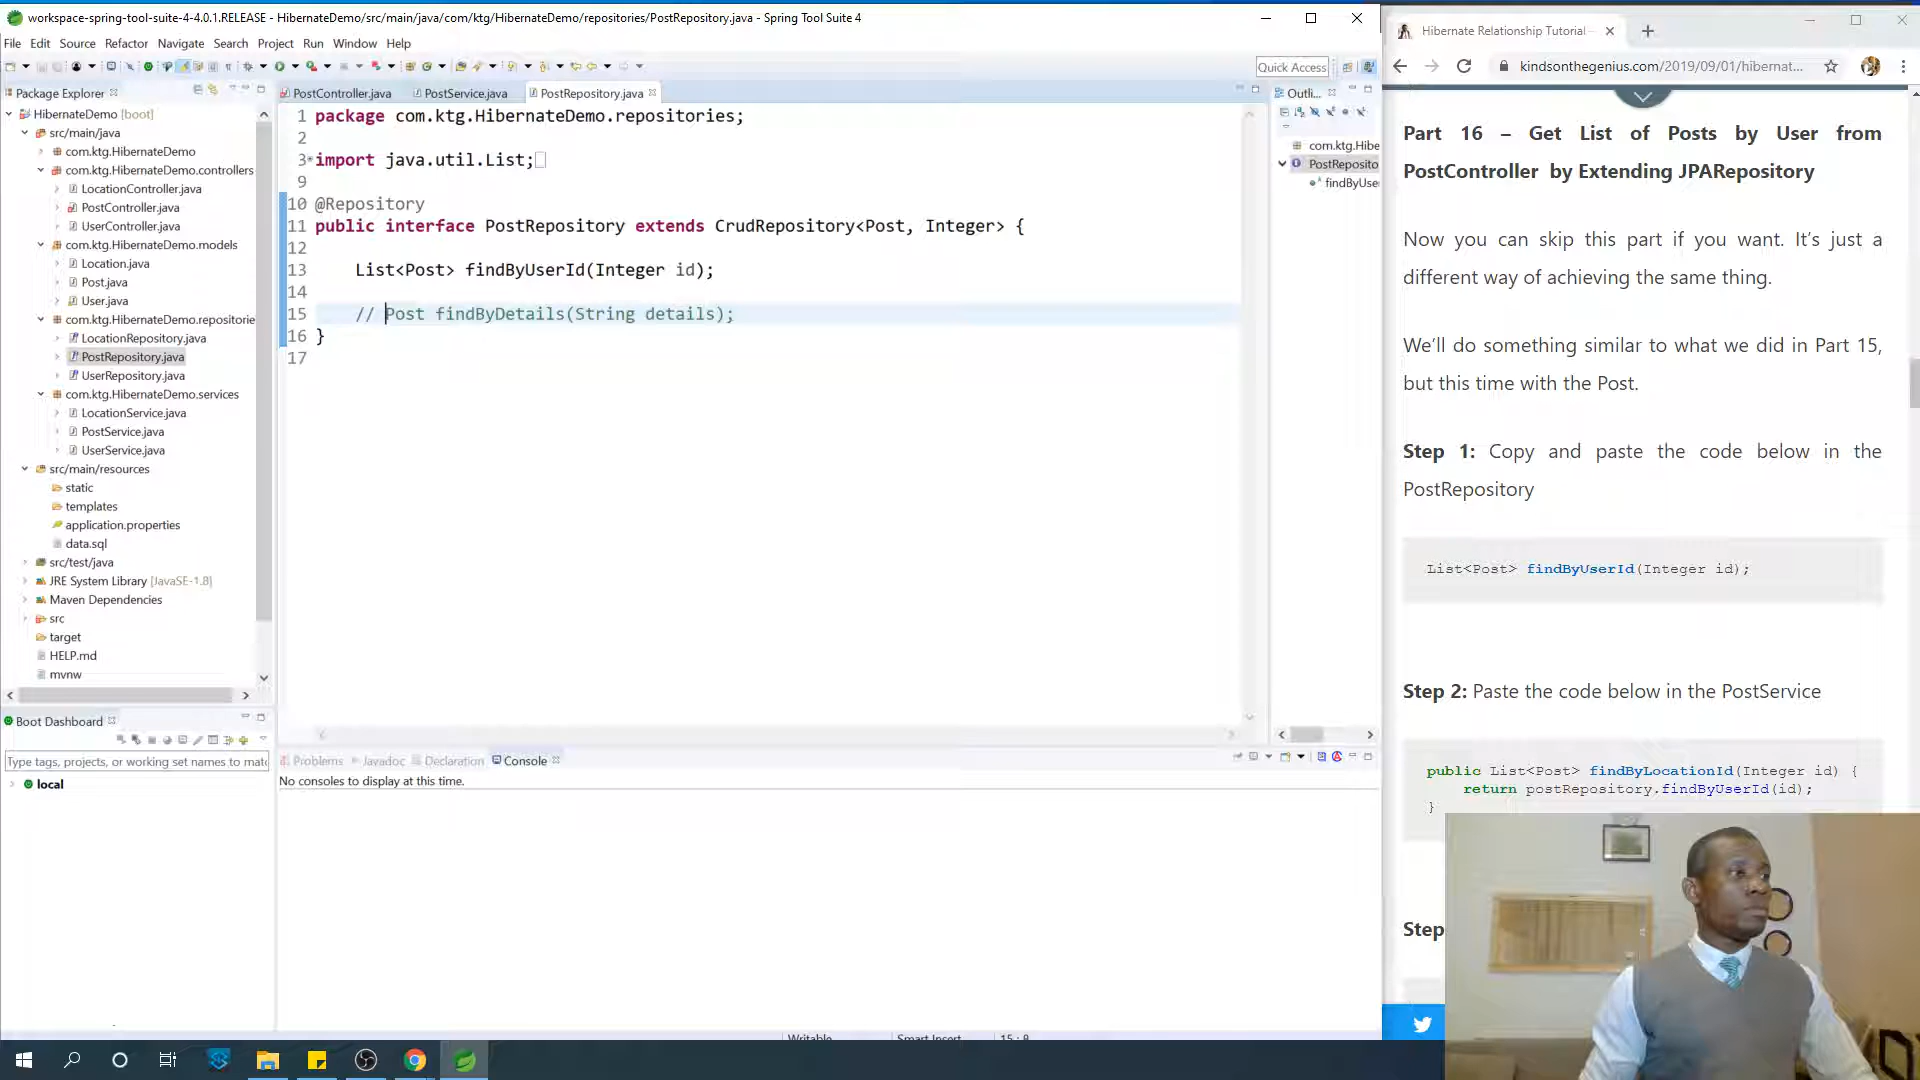 workspace-spring-tool-suite-4-4.0.1.RELEASE - HibernateDemo/src/main/java/com/ktg/HibernateDemo/repositories/PostRepository.java - Spring Tool Suite 4
File Edit Source Refactor Navigate Search Project Run Window Help
Quick Access
Package Explorer
HibernateDemo [boot]
src/main/java
com.ktg.HibernateDemo
com.ktg.HibernateDemo.controllers
LocationController.java
PostController.java
UserController.java
com.ktg.HibernateDemo.models
Location.java
Post.java
User.java
com.ktg.HibernateDemo.repositorie
LocationRepository.java
PostRepository.java
UserRepository.java
com.ktg.HibernateDemo.services
LocationService.java
PostService.java
UserService.java
src/main/resources
static
templates
application.properties
data.sql
src/test/java
JRE System Library [JavaSE-1.8]
Maven Dependencies
src
target
HELP.md
mvnw
Boot Dashboard
Type tags, projects, or working set names to mat
local
PostController.java PostService.java PostRepository.java
1 package com.ktg.HibernateDemo.repositories;
2
3 import java.util.List;
9
10 @Repository
11 public interface PostRepository extends CrudRepository<Post, Integer> {
12
13 List<Post> findByUserId(Integer id);
14
15 // Post findByDetails(String details);
16 }
17
Outli...
com.ktg.Hibe
PostReposito
findByUse
Problems Javadoc Declaration Console
No consoles to display at this time.
Writable Smart Insert 15 : 8
Hibernate Relationship Tutorial
kindsonthegenius.com/2019/09/01/hibernat...
Part 16 – Get List of Posts by User from
PostController by Extending JPARepository
Now you can skip this part if you want. It’s just a
different way of achieving the same thing.
We’ll do something similar to what we did in Part 15,
but this time with the Post.
Step 1: Copy and paste the code below in the
PostRepository
List<Post> findByUserId(Integer id);
Step 2: Paste the code below in the PostService
public List<Post> findByLocationId(Integer id) {
return postRepository.findByUserId(id);
}
Step